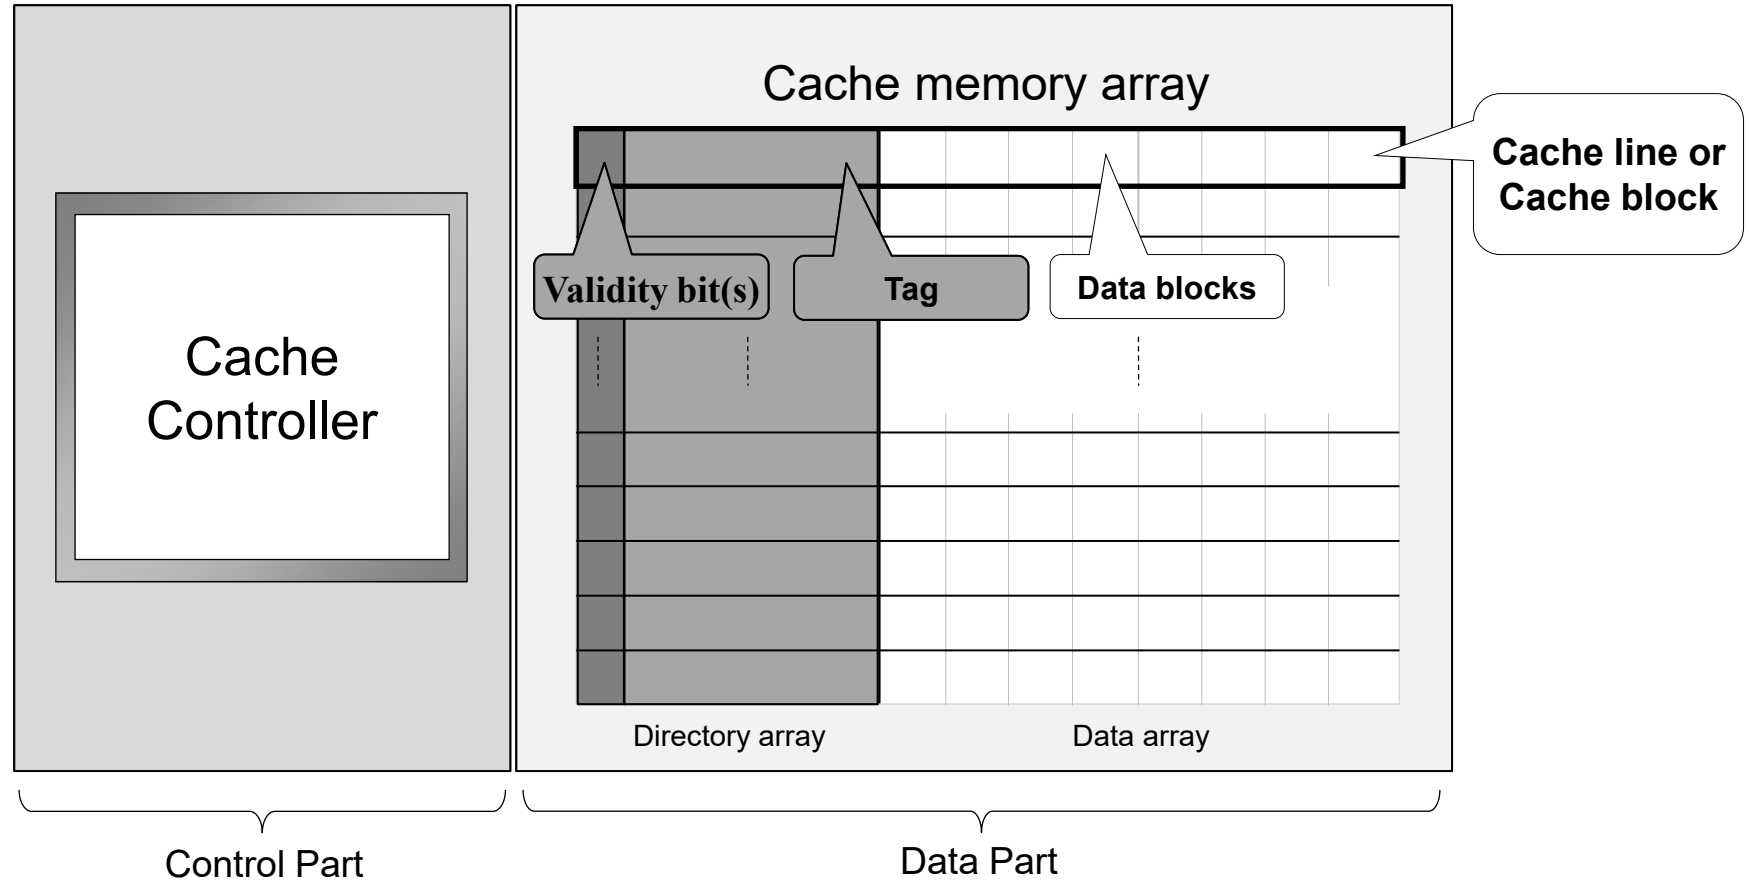 Cache memory array
Cache line or
Cache block
Validity bit(s)
Tag
Data blocks
Cache
Controller
Directory array
Data array
Control Part
Data Part